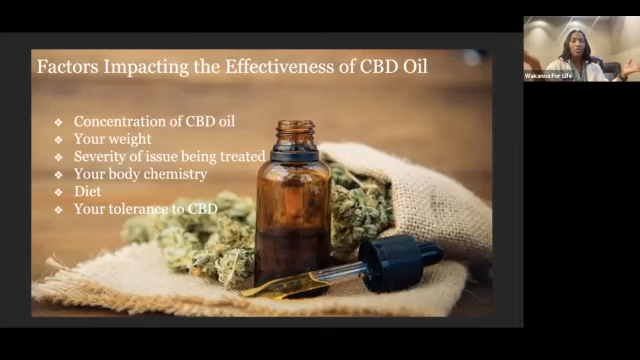 Factors Impacting the Effectiveness of CBD Oil
❖ Concentration of CBD oil
❖ Your weight
❖ Severity of issue being treated
❖ Your body chemistry
❖ Diet
❖ Your tolerance to CBD
Wakanna For Life